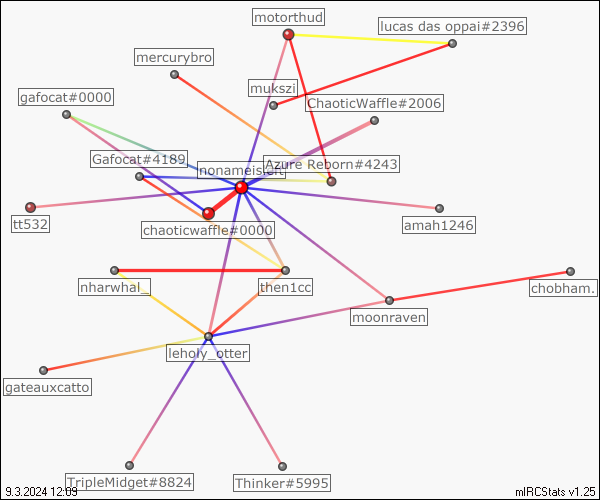 motorthud
lucas das oppai#2396
mercurybro
mukszi
gafocat#0000
ChaoticWaffle#2006
Gafocat#4189
Azure Reborn#4243
tt532
chaoticwaffle#0000
amah1246
nharwhal_
then1cc
chobham.
moonraven
leholy_otter
gateauxcatto
TripleMidget#8824
Thinker#5995
9.3.2024 12:09
mIRCStats v1.25